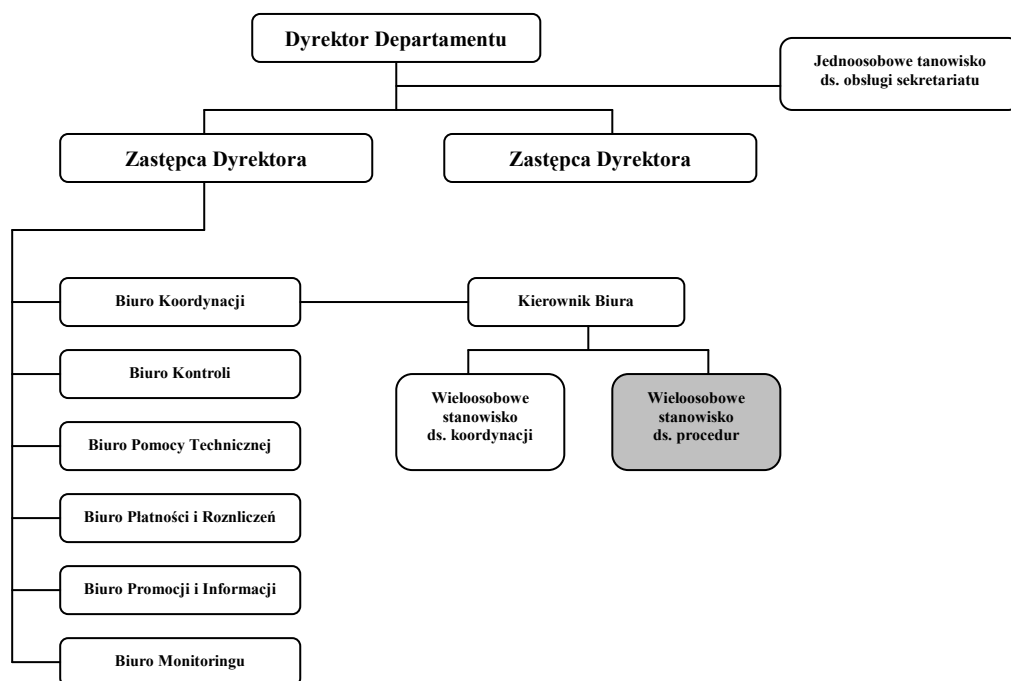 Dyrektor Departamentu
Jednoosobowe tanowisko
ds. obsługi sekretariatu
Zastępca Dyrektora
Zastępca Dyrektora
Biuro Koordynacji
Kierownik Biura
Biuro Kontroli
Wieloosobowe
stanowisko
ds. koordynacji
Wieloosobowe
stanowisko
ds. procedur
Biuro Pomocy Technicznej
Biuro Płatności i Roznliczeń
Biuro Promocji i Informacji
Biuro Monitoringu